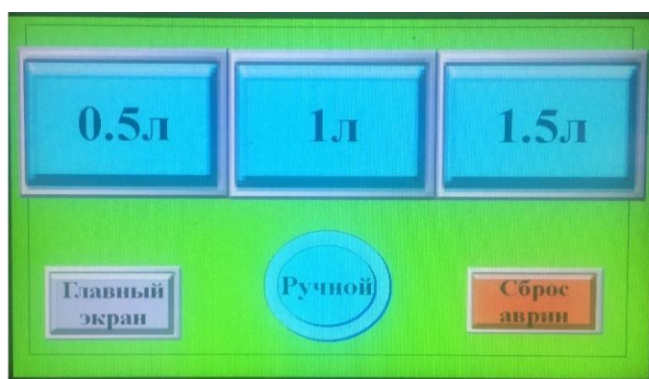 0.5л
1л
1.5л
Главный
экран
Ручной
Сброс
аврии